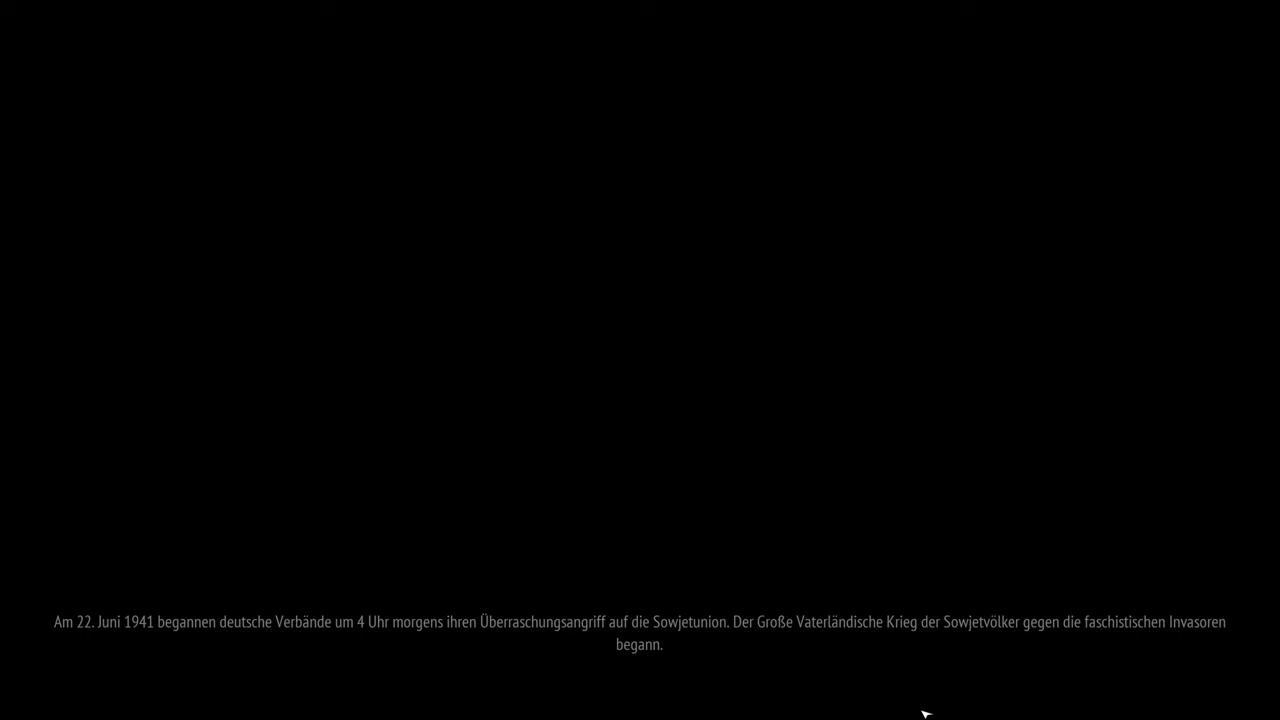 Am 22. Juni 1941 begannen deutsche Verbände um 4 Uhr morgens ihren Überraschungsangriff auf die Sowjetunion. Der Große Vaterländische Krieg der Sowjetvölker gegen die faschistischen Invasoren
begann.